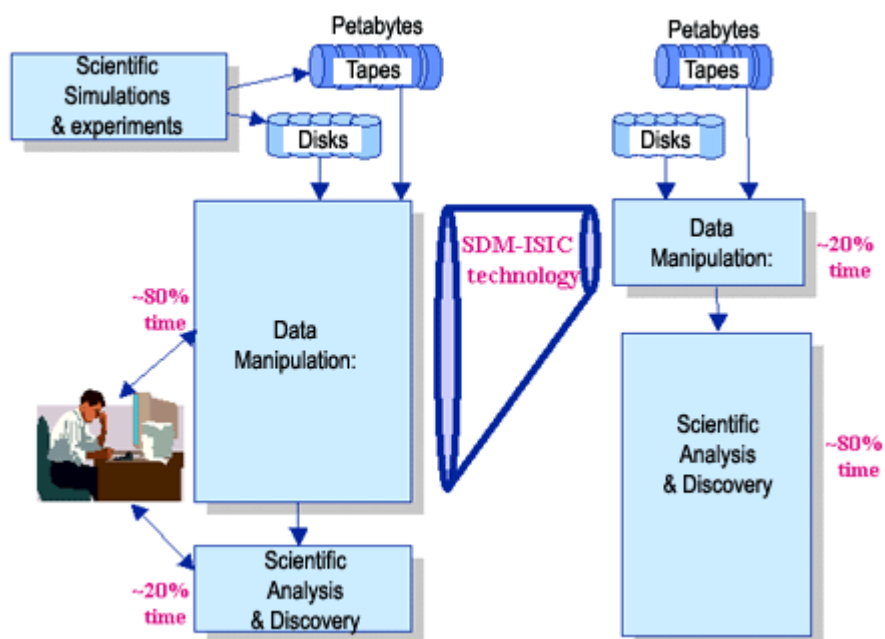 Petabytes
Tapes
Scientific
Simulations
& experiments
Disks
~80%
time
Data
Manipulation:
~20%
time
Scientific
Analysis
& Discovery
SDM-ISIC
technology
Petabytes
Tapes
Disks
Data
Manipulation:
~20%
time
Scientific
Analysis
& Discovery
~80%
time